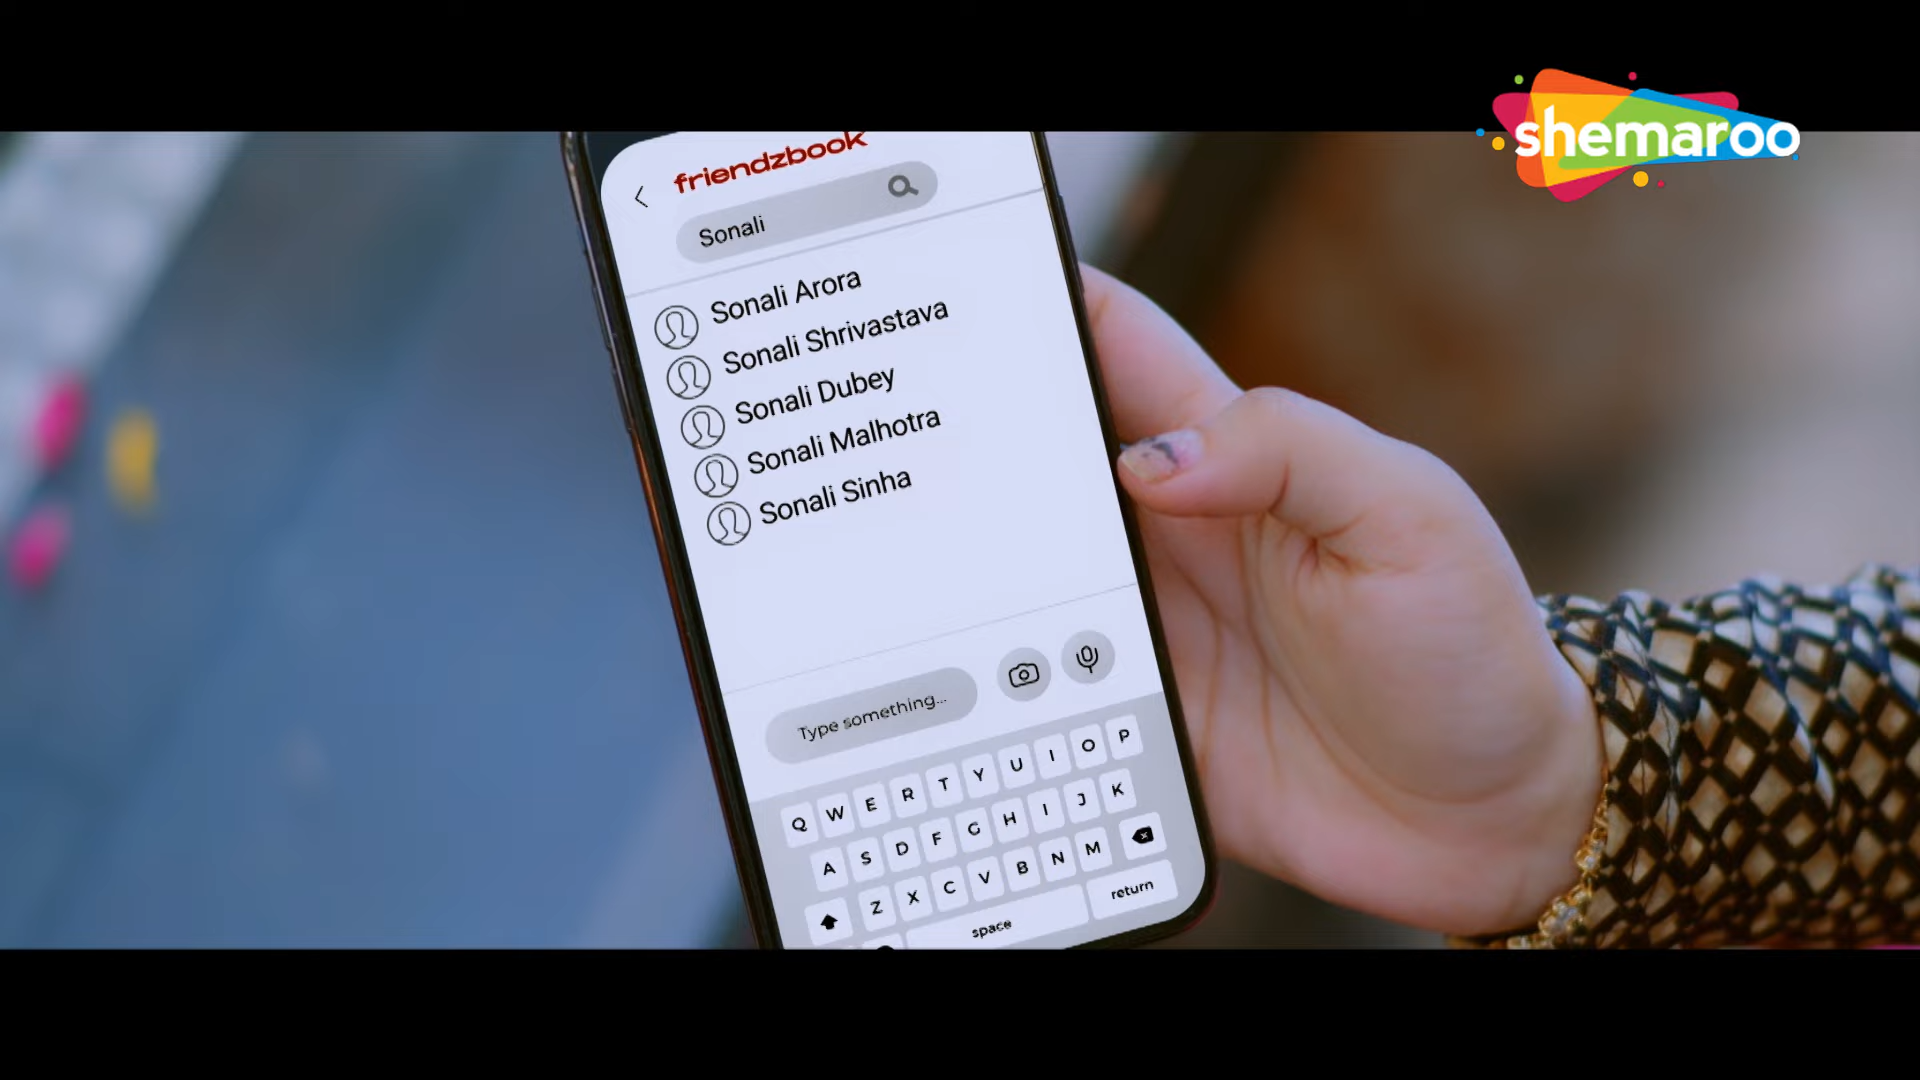 shemaroo
friendzbook
Sonali
Sonali Arora
Sonali Shrivastava
Sonali Dubey
Sonali Malhotra
Sonali Sinha
Type something...
Q W E R T Y U I O P
A S D F G H I J K
Z X C V B N M
space return